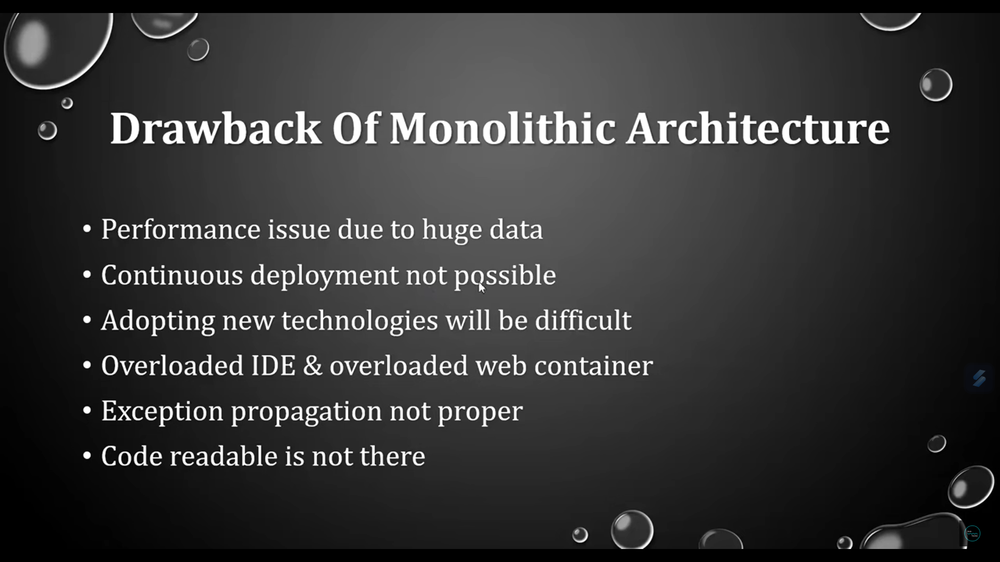 Drawback Of Monolithic Architecture
• Performance issue due to huge data
• Continuous deployment not possible
• Adopting new technologies will be difficult
• Overloaded IDE & overloaded web container
• Exception propagation not proper
• Code readable is not there